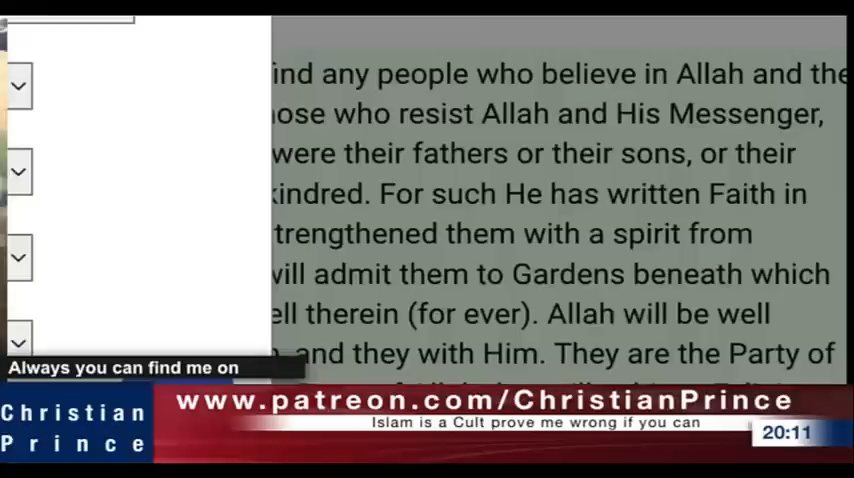 ind any people who believe in Allah and the
ose who resist Allah and His Messenger,
were their fathers or their sons, or their
kindred. For such He has written Faith in
trengthened them with a spirit from
will admit them to Gardens beneath which
ell therein (for ever). Allah will be well
and they with Him. They are the Party of
Always you can find me on
Christian
Prince
www.patreon.com/ChristianPrince
Islam is a Cult prove me wrong if you can
20:11